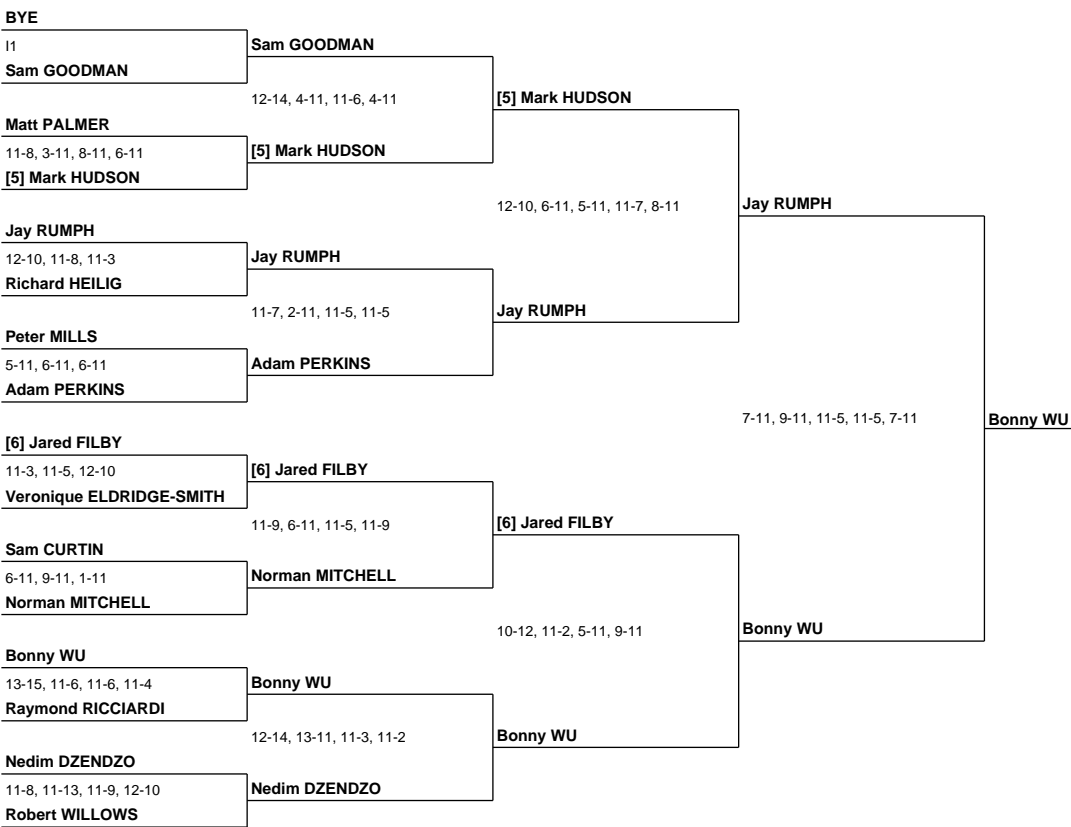 BYE
I1
Sam GOODMAN
Matt PALMER
11-8, 3-11, 8-11, 6-11
[5] Mark HUDSON
Jay RUMPH
12-10, 11-8, 11-3
Richard HEILIG
Peter MILLS
5-11, 6-11, 6-11
Adam PERKINS
[6] Jared FILBY
11-3, 11-5, 12-10
Veronique ELDRIDGE-SMITH
Sam CURTIN
6-11, 9-11, 1-11
Norman MITCHELL
Bonny WU
13-15, 11-6, 11-6, 11-4
Raymond RICCIARDI
Nedim DZENDZO
11-8, 11-13, 11-9, 12-10
Robert WILLOWS
Sam GOODMAN
12-14, 4-11, 11-6, 4-11
[5] Mark HUDSON
Jay RUMPH
11-7, 2-11, 11-5, 11-5
Adam PERKINS
[6] Jared FILBY
11-9, 6-11, 11-5, 11-9
Norman MITCHELL
Bonny WU
12-14, 13-11, 11-3, 11-2
Nedim DZENDZO
[5] Mark HUDSON
12-10, 6-11, 5-11, 11-7, 8-11
Jay RUMPH
[6] Jared FILBY
10-12, 11-2, 5-11, 9-11
Bonny WU
Jay RUMPH
7-11, 9-11, 11-5, 11-5, 7-11
Bonny WU
Bonny WU